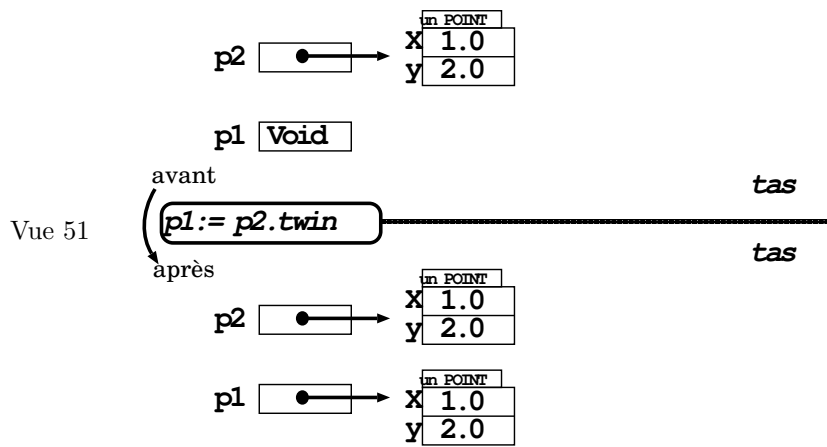 un POINT
p2 x 1.0
y 2.0
p1 Void
avant
tas
Vue 51 p1:= p2.twin
tas
après
un POINT
p2 x 1.0
y 2.0
un POINT
p1 x 1.0
y 2.0